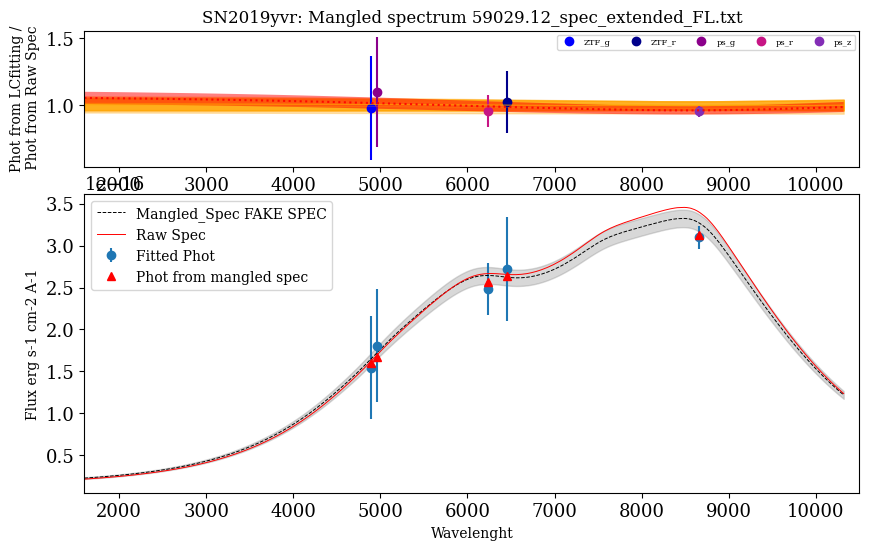 SN2019yvr: Mangled spectrum 59029.12_spec_extended_FL.txt
Phot from LCfitting /
Phot from Raw Spec
1.5
1.0
ZTF_g ZTF_r ps_g ps_r ps_z
2000 3000 4000 5000 6000 7000 8000 9000 10000
1e−16
3.5
3.0
2.5
2.0
1.5
1.0
0.5
Flux erg s-1 cm-2 A-1
Mangled_Spec FAKE SPEC
Raw Spec
Fitted Phot
Phot from mangled spec
2000 3000 4000 5000 6000 7000 8000 9000 10000
Wavelenght